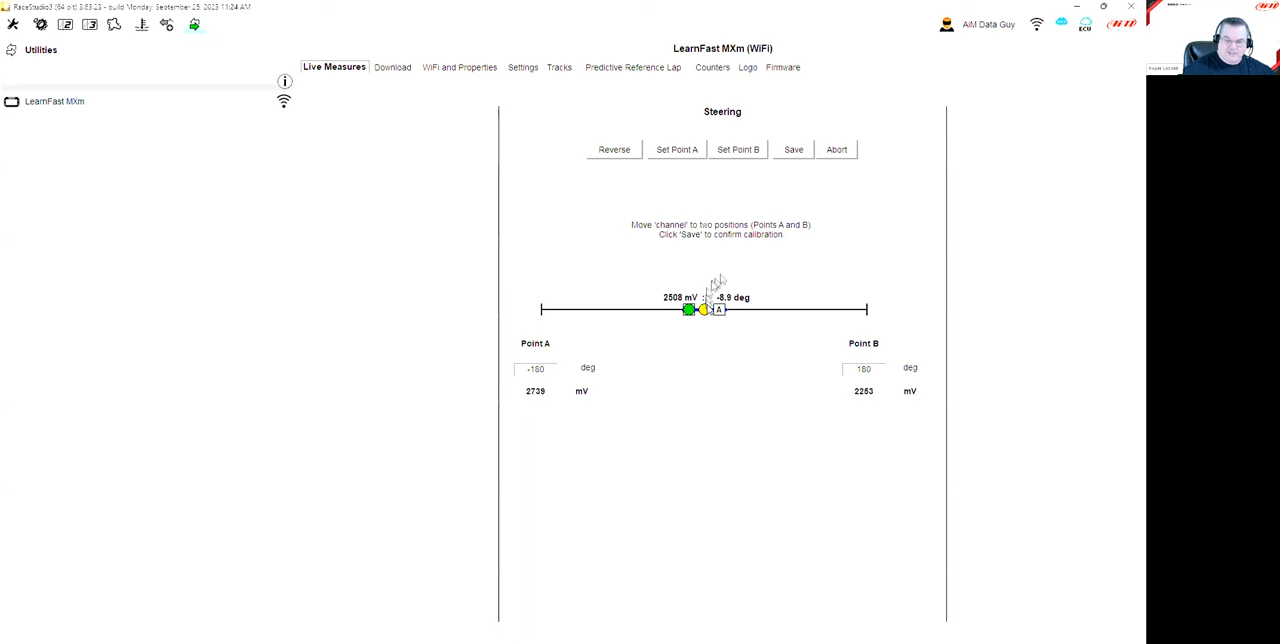 RaceStudio3 (64 bit) 3.63.23 - build Monday, September 25, 2023 11:24 AM
2 3
AiM Data Guy
ECU
Utilities
LearnFast MXm (WiFi)
Live Measures Download WiFi and Properties Settings Tracks Predictive Reference Lap Counters Logo Firmware
i
LearnFast MXm
Steering
Reverse Set Point A Set Point B Save Abort
Move 'channel' to two positions (Points A and B)
Click 'Save' to confirm calibration.
2508 mV : -8.9 deg
A
Point A Point B
-180 deg 180 deg
2739 mV 2253 mV